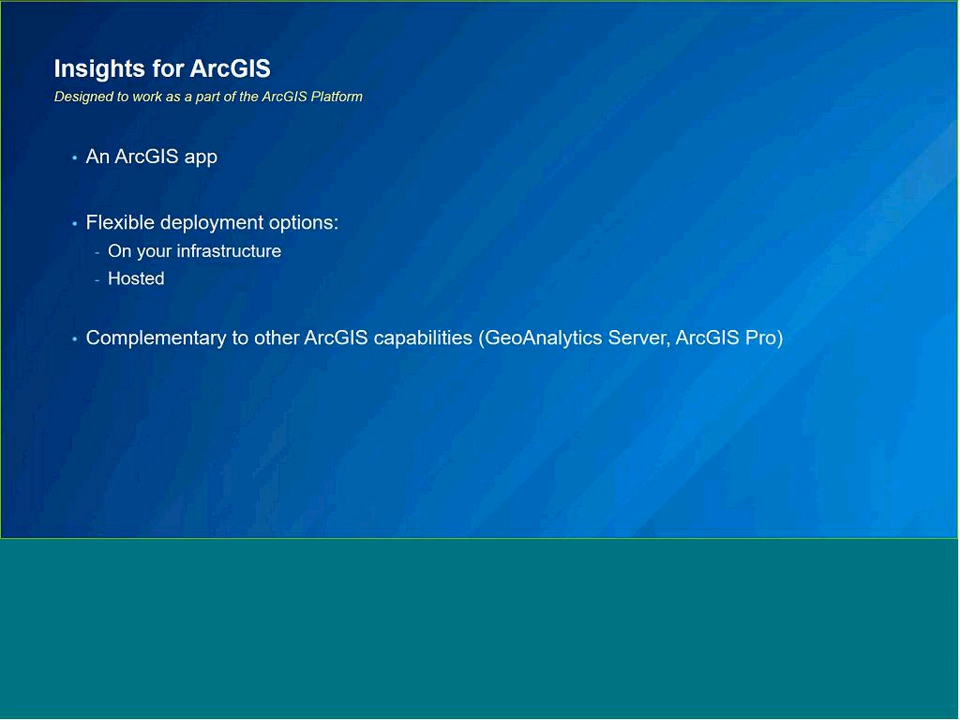 Insights for ArcGIS
Designed to work as a part of the ArcGIS Platform
• An ArcGIS app
• Flexible deployment options:
- On your infrastructure
- Hosted
• Complementary to other ArcGIS capabilities (GeoAnalytics Server, ArcGIS Pro)